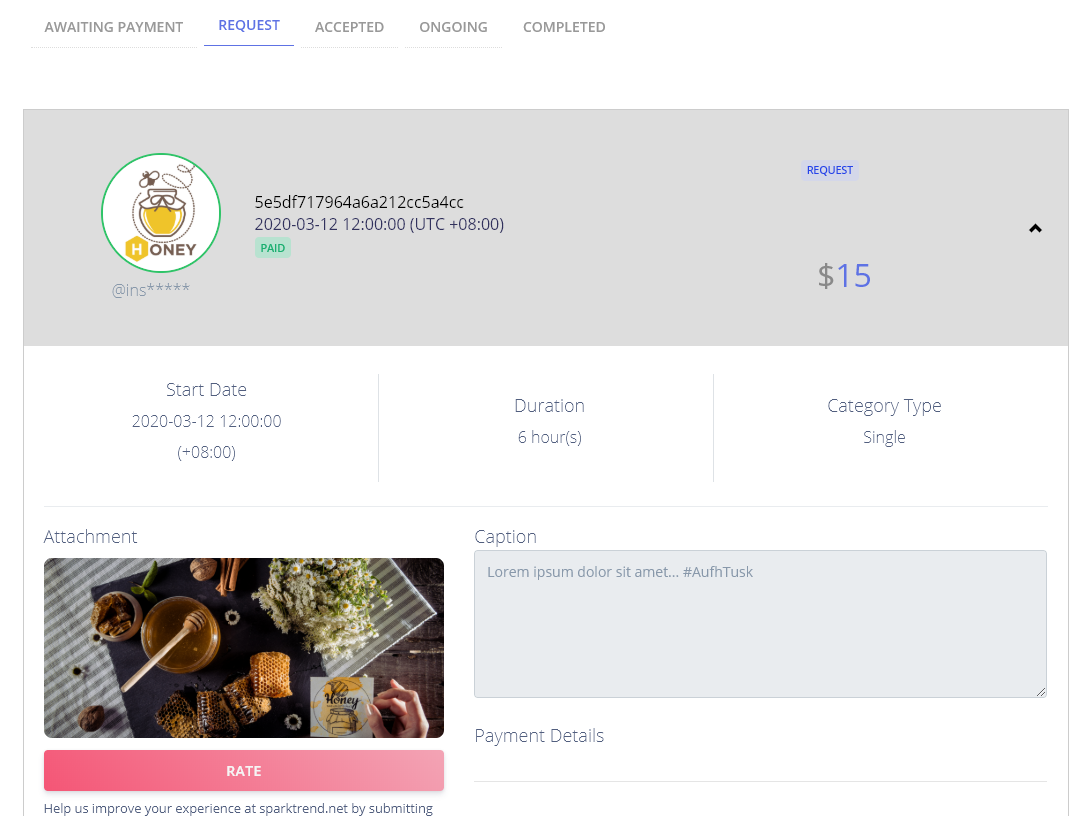 AWAITING PAYMENT
REQUEST
ACCEPTED
ONGOING
COMPLETED
HONEY
@ins*****
5e5df717964a6a212cc5a4cc
2020-03-12 12:00:00 (UTC +08:00)
PAID
REQUEST
$15
Start Date
2020-03-12 12:00:00
(+08:00)
Duration
6 hour(s)
Category Type
Single
Attachment
Honey
RATE
Help us improve your experience at sparktrend.net by submitting
Caption
Lorem ipsum dolor sit amet... #AufhTusk
Payment Details